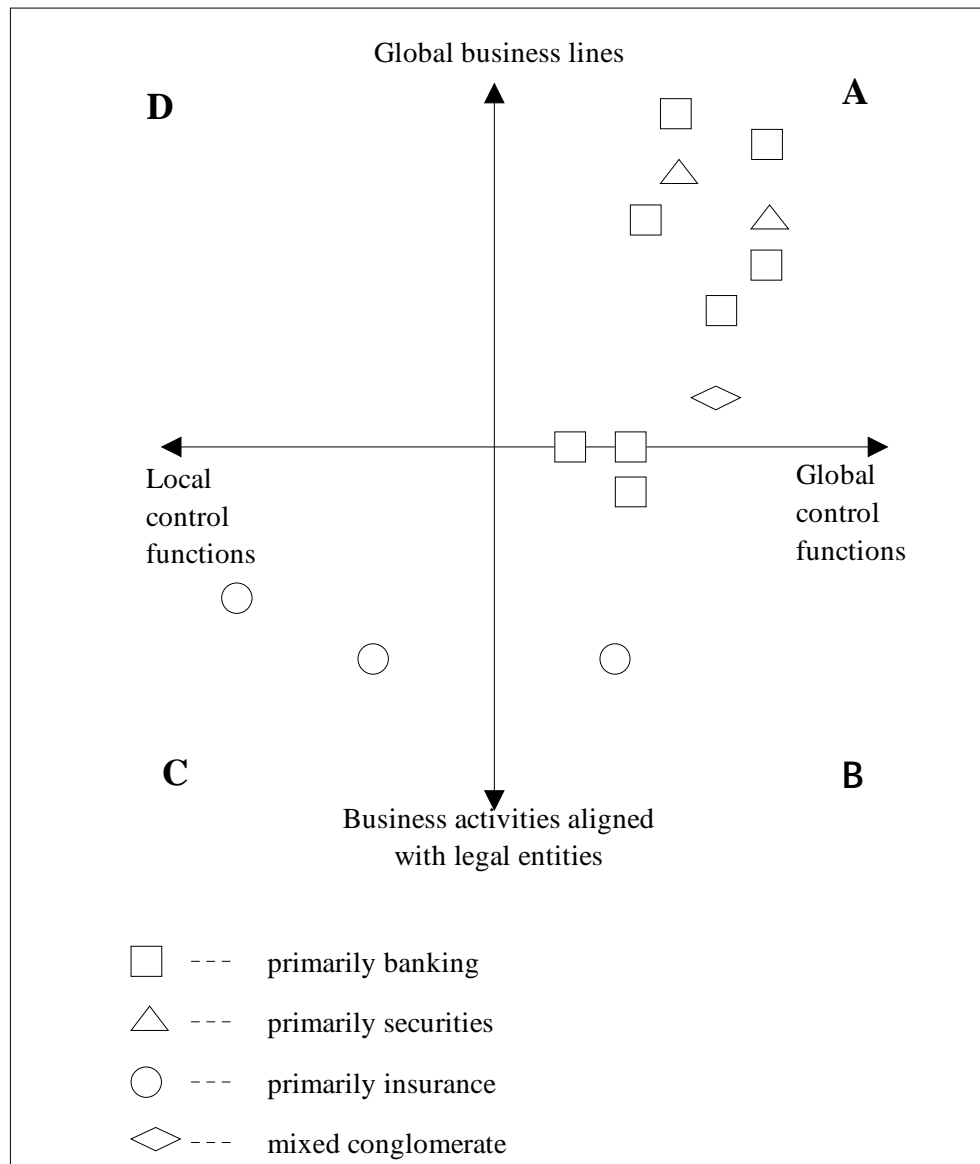 Global business lines
D
A
Local
control
functions
Global
control
functions
C
B
Business activities aligned
with legal entities
--- primarily banking
--- primarily securities
--- primarily insurance
--- mixed conglomerate